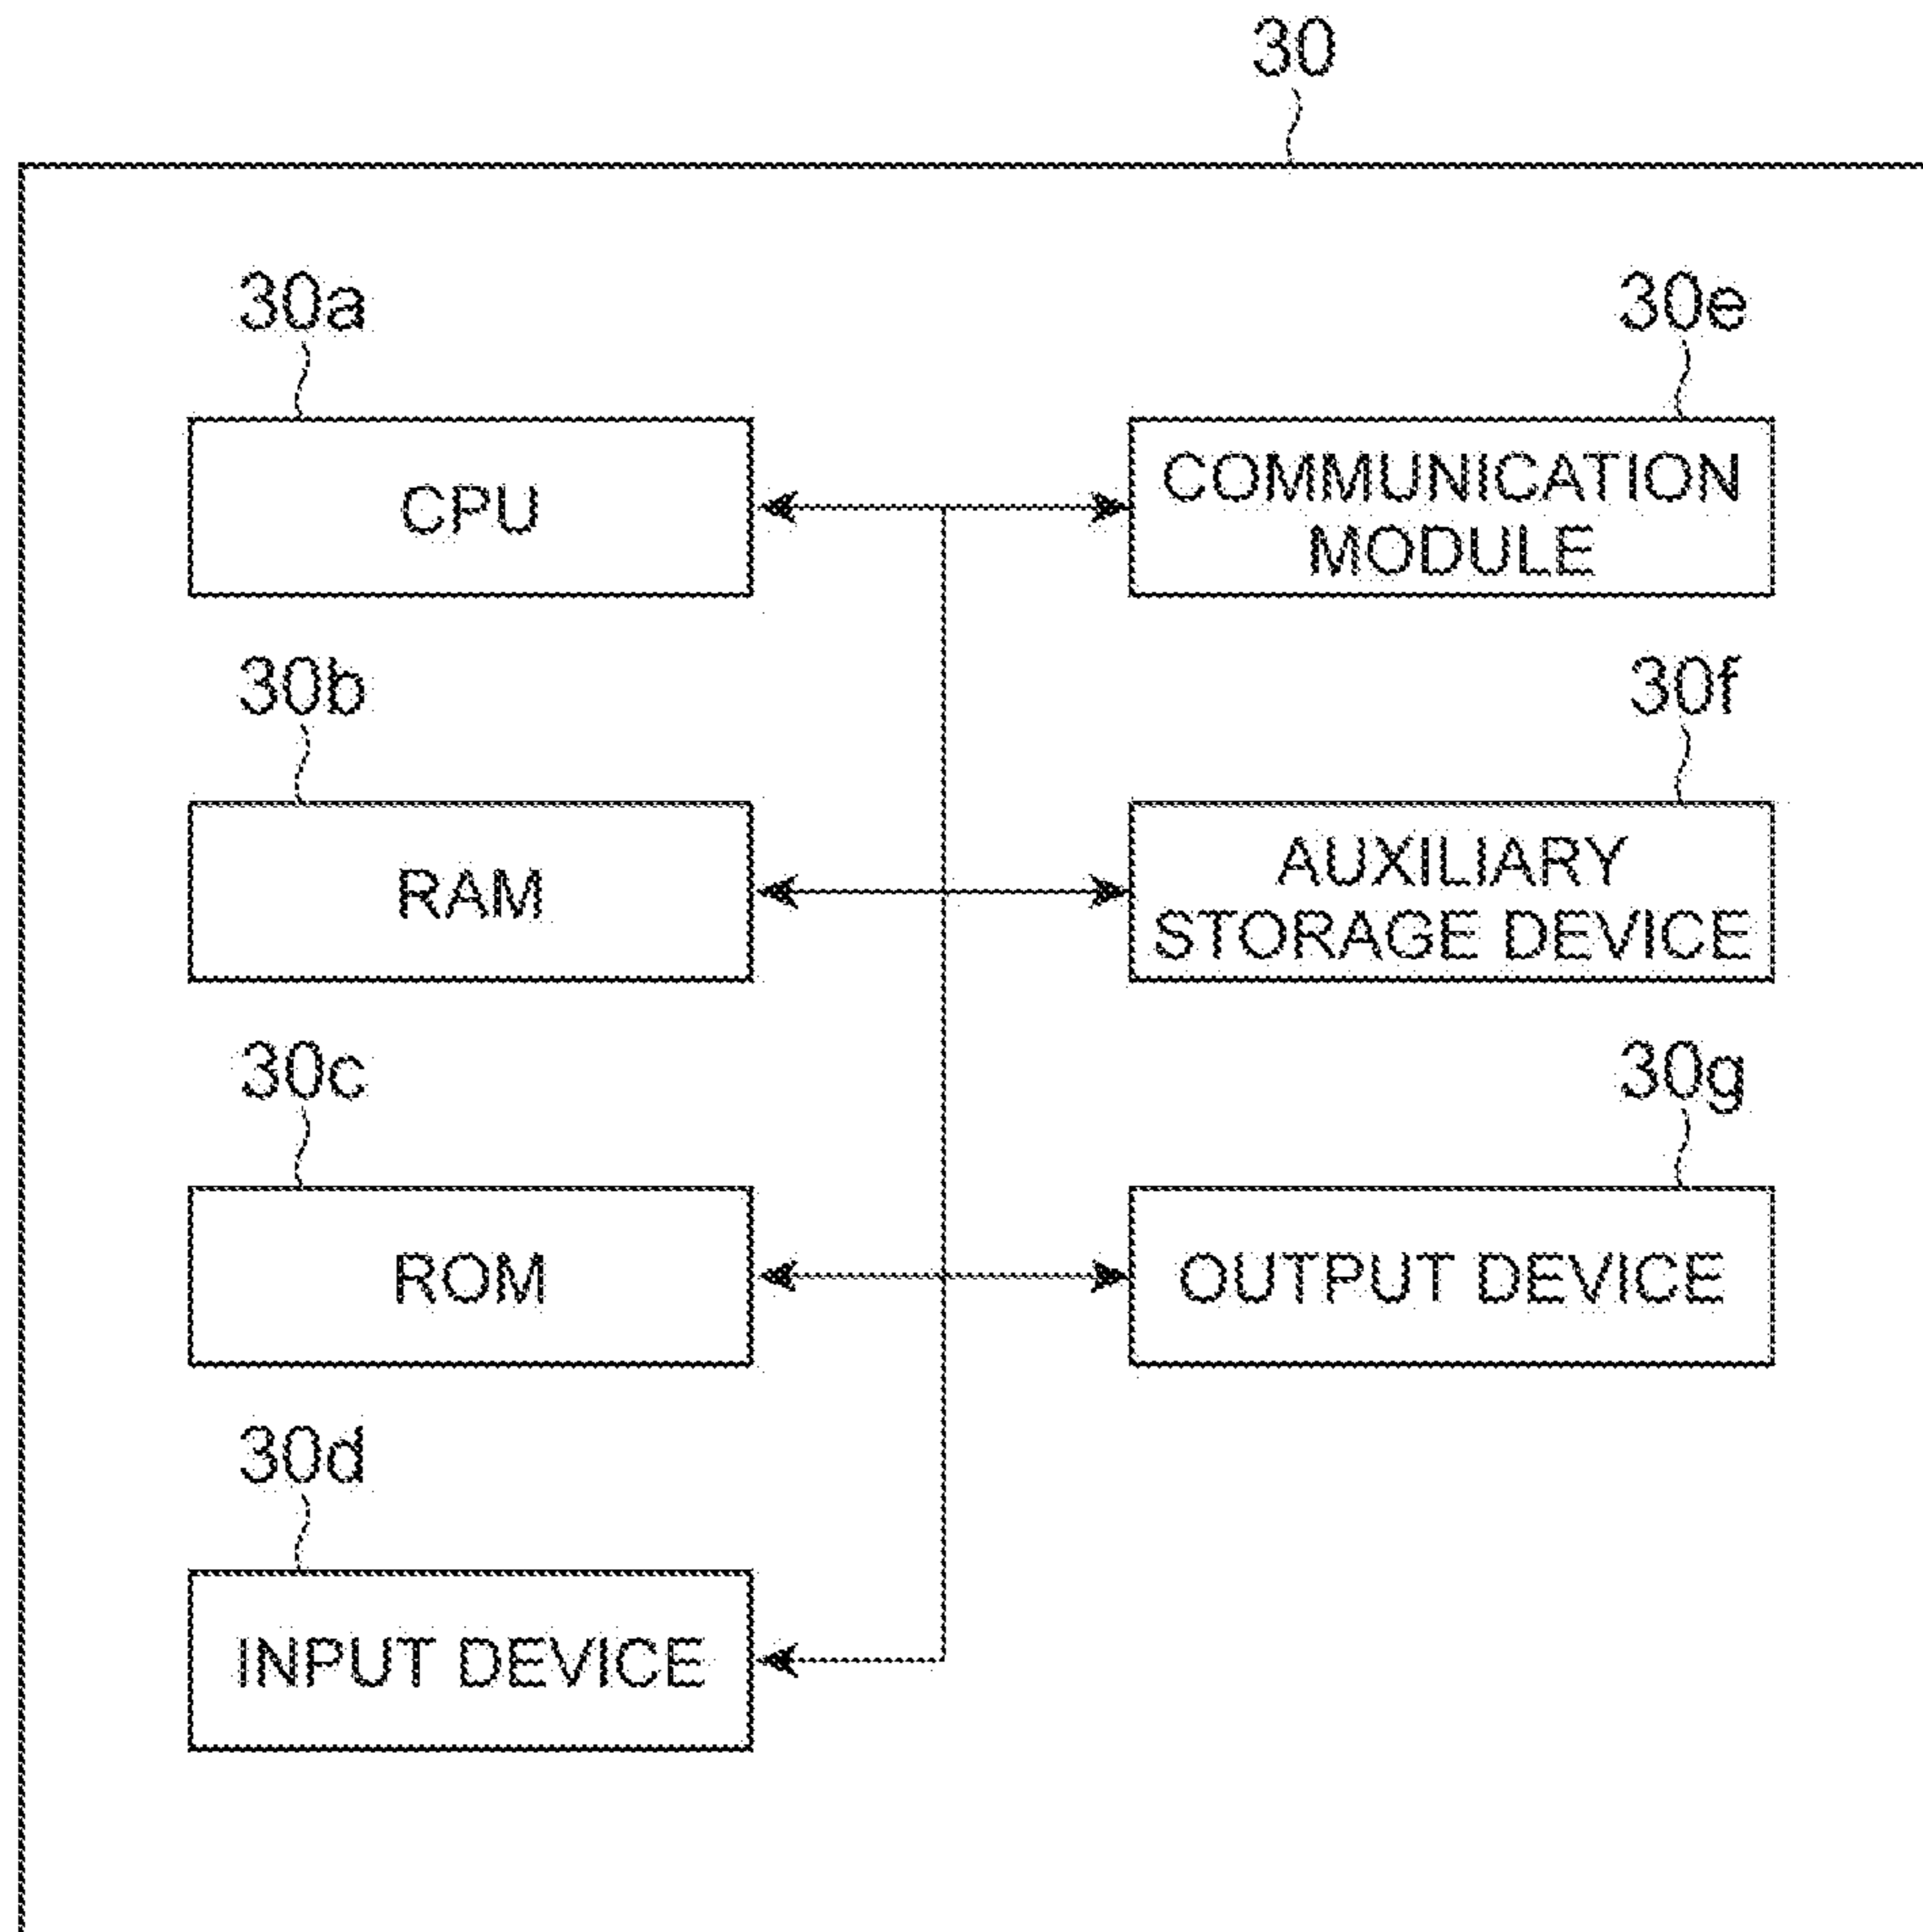 30
30a
30e
CPU
COMMUNICATION
MODULE
30b
30f
RAM
AUXILIARY
STORAGE DEVICE
30c
30g
ROM
OUTPUT DEVICE
30d
INPUT DEVICE